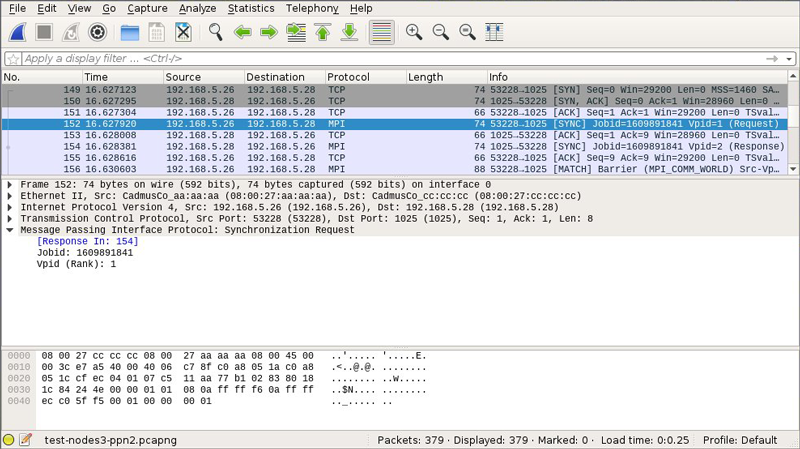 File Edit View Go Capture Analyze Statistics Telephony Help
Apply a display filter ... <Ctrl-/>
No. Time Source Destination Protocol Length Info
149 16.627123 192.168.5.26 192.168.5.28 TCP 74 53228→1025 [SYN] Seq=0 Win=29200 Len=0 MSS=1460 SA...
150 16.627295 192.168.5.28 192.168.5.26 TCP 74 1025→53228 [SYN, ACK] Seq=0 Ack=1 Win=28960 Len=0 ...
151 16.627304 192.168.5.26 192.168.5.28 TCP 66 53228→1025 [ACK] Seq=1 Ack=1 Win=29200 Len=0 TSval...
152 16.627920 192.168.5.26 192.168.5.28 MPI 74 53228→1025 [SYNC] Jobid=1609891841 Vpid=1 (Request)
153 16.628008 192.168.5.28 192.168.5.26 TCP 66 1025→53228 [ACK] Seq=1 Ack=9 Win=28960 Len=0 TSval...
154 16.628381 192.168.5.28 192.168.5.26 MPI 74 1025→53228 [SYNC] Jobid=1609891841 Vpid=2 (Response)
155 16.628616 192.168.5.26 192.168.5.28 TCP 66 53228→1025 [ACK] Seq=9 Ack=9 Win=29200 Len=0 TSval...
156 16.630603 192.168.5.26 192.168.5.28 MPI 88 53228→1025 [MATCH] Barrier (MPI_COMM_WORLD) Src-Vp...
Frame 152: 74 bytes on wire (592 bits), 74 bytes captured (592 bits) on interface 0
Ethernet II, Src: CadmusCo_aa:aa:aa (08:00:27:aa:aa:aa), Dst: CadmusCo_cc:cc:cc (08:00:27:cc:cc:cc)
Internet Protocol Version 4, Src: 192.168.5.26 (192.168.5.26), Dst: 192.168.5.28 (192.168.5.28)
Transmission Control Protocol, Src Port: 53228 (53228), Dst Port: 1025 (1025), Seq: 1, Ack: 1, Len: 8
Message Passing Interface Protocol: Synchronization Request
[Response In: 154]
Jobid: 1609891841
Vpid (Rank): 1
0000 08 00 27 cc cc cc 08 00 27 aa aa aa 08 00 45 00 ..'..... '.....E.
0010 00 3c e7 a5 40 00 40 06 c7 8f c0 a8 05 1a c0 a8 .<..@.@. ........
0020 05 1c cf ec 04 01 07 c5 11 aa 77 b1 02 83 80 18 ........ ..w.....
0030 1c 84 24 4e 00 00 01 01 08 0a ff ff f6 0a ff ff ..$N.... ........
0040 ec c0 5f f5 00 01 00 00 00 01 .._..... ..
test-nodes3-ppn2.pcapng Packets: 379 · Displayed: 379 · Marked: 0 · Load time: 0:0.25 Profile: Default